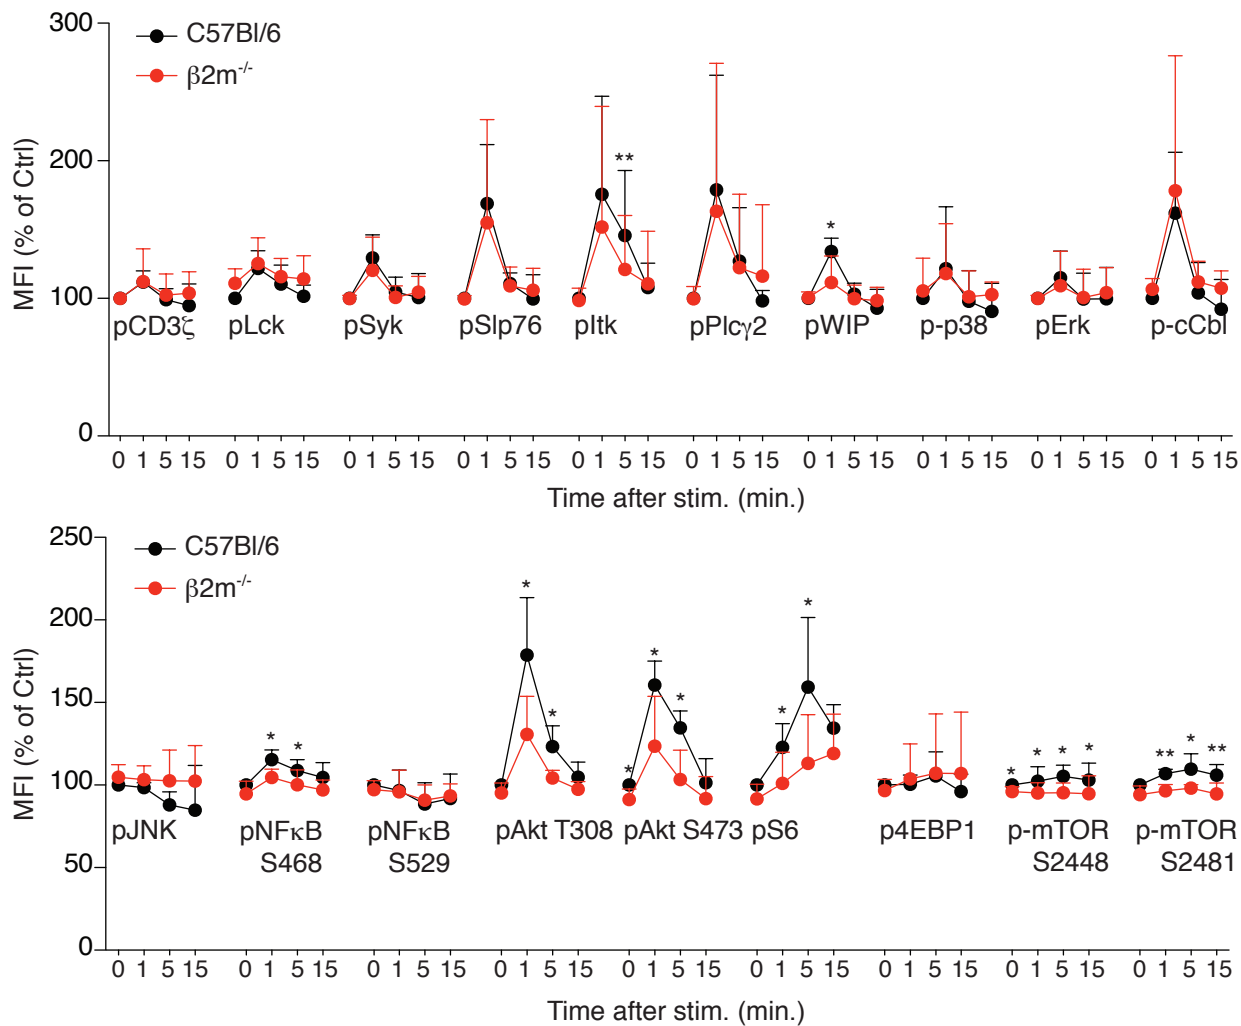 300
C57Bl/6
β2m-/-
200
**
*
100
pCD3ζ pLck pSyk pSlp76 pItk pPlcγ2 pWIP p-p38 pErk p-cCbl
0
0 1 5 15 0 1 5 15 0 1 5 15 0 1 5 15 0 1 5 15 0 1 5 15 0 1 5 15 0 1 5 15 0 1 5 15 0 1 5 15
MFI (% of Ctrl)
Time after stim. (min.)
250
C57Bl/6
β2m-/-
200
* *
*
150
* *
* * * *
100
* * * * * ** * **
pJNK pNFκB pNFκB pAkt T308 pAkt S473 pS6 p4EBP1 p-mTOR p-mTOR
S468 S529 S2448 S2481
50
0
0 1 5 15 0 1 5 15 0 1 5 15 0 1 5 15 0 1 5 15 0 1 5 15 0 1 5 15 0 1 5 15 0 1 5 15
MFI (% of Ctrl)
Time after stim. (min.)